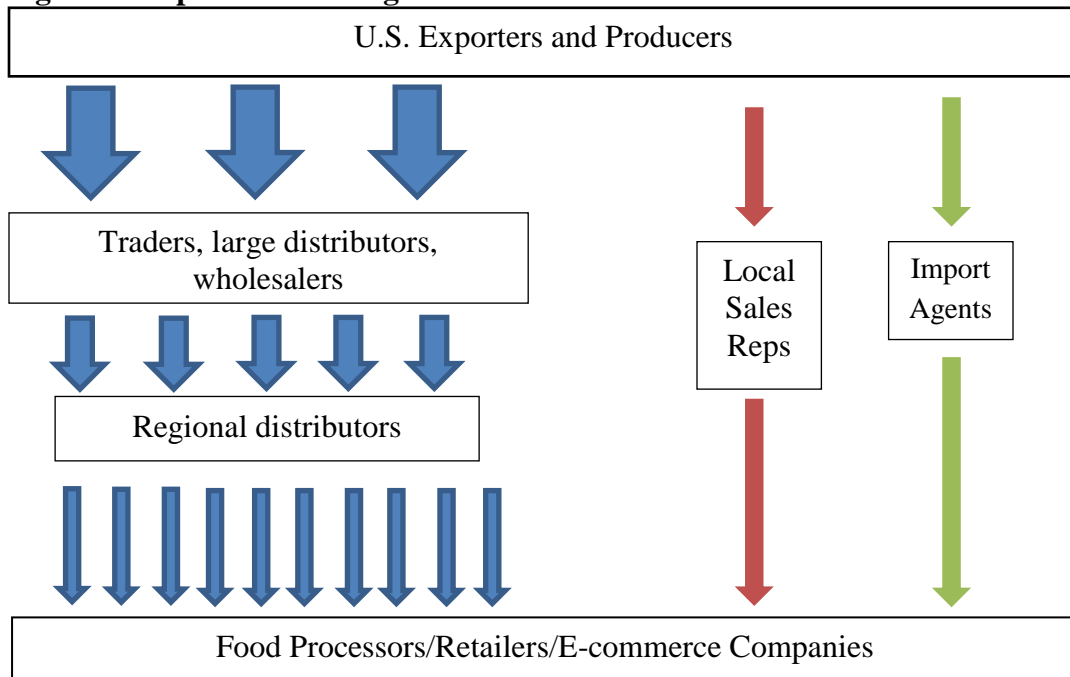 U.S. Exporters and Producers
Traders, large distributors,
wholesalers
Local
Sales
Reps
Import
Agents
Regional distributors
Food Processors/Retailers/E-commerce Companies